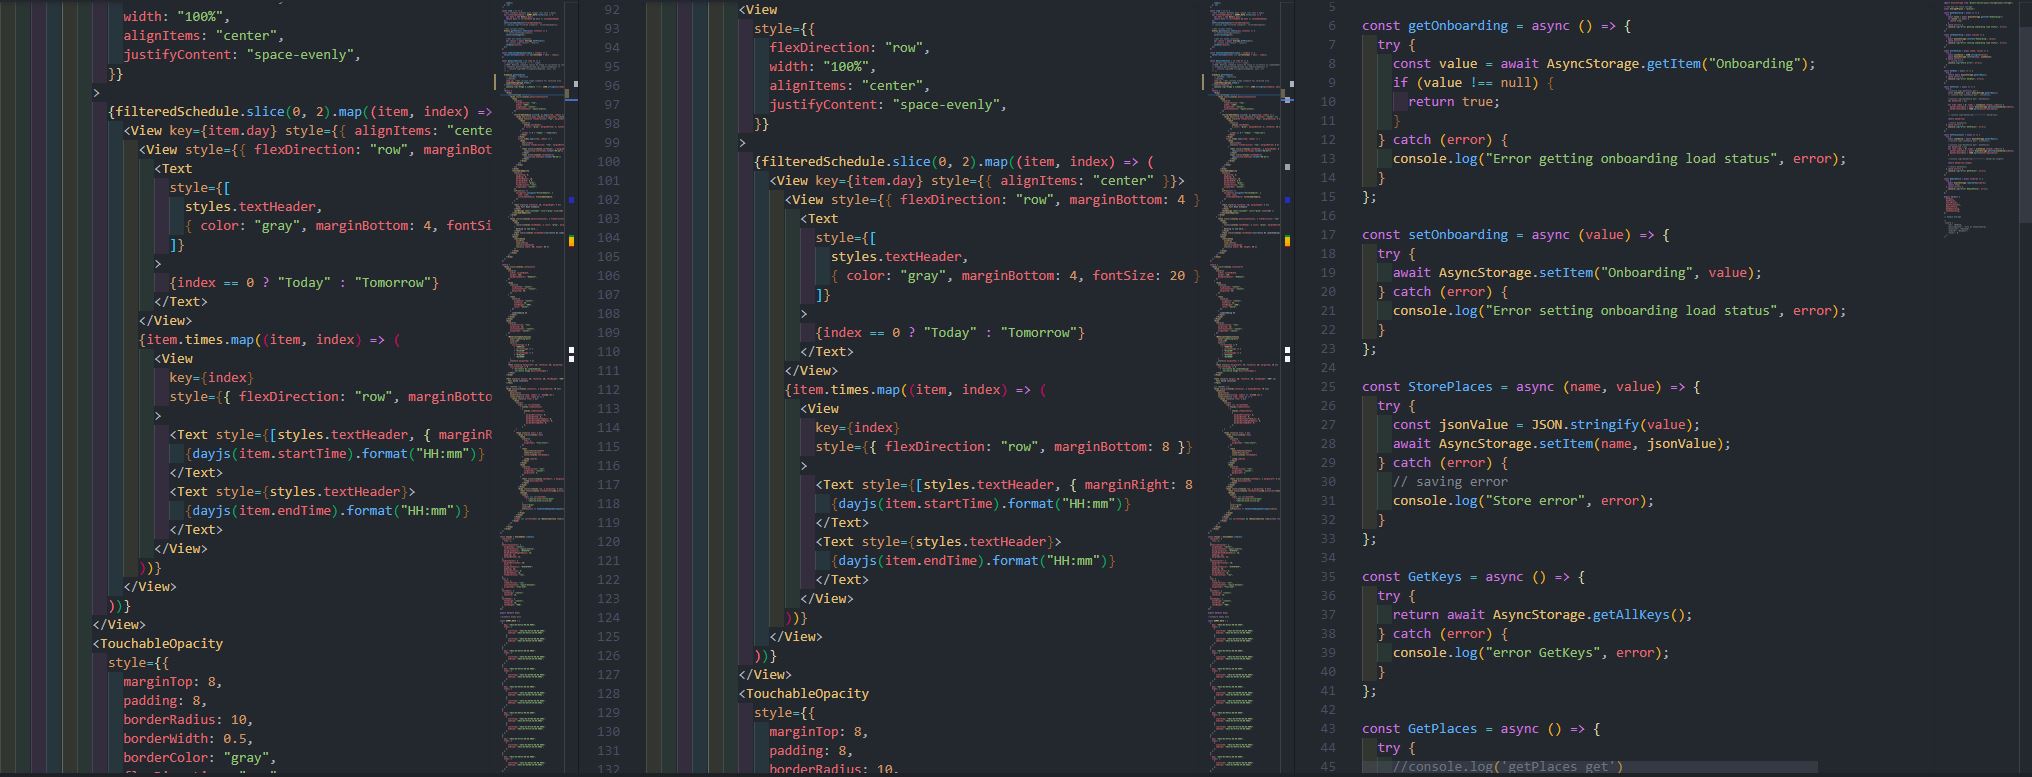 width: "100%",
alignItems: "center",
justifyContent: "space-evenly",
}}
>
{filteredSchedule.slice(0, 2).map((item, index) =>
<View key={item.day} style={{ alignItems: "cente
<View style={{ flexDirection: "row", marginBot
<Text
style={[
styles.textHeader,
{ color: "gray", marginBottom: 4, fontSi
]}
>
{index == 0 ? "Today" : "Tomorrow"}
</Text>
</View>
{item.times.map((item, index) => (
<View
key={index}
style={{ flexDirection: "row", marginBotto
>
<Text style={[styles.textHeader, { marginR
{dayjs(item.startTime).format("HH:mm")}
</Text>
<Text style={styles.textHeader}>
{dayjs(item.endTime).format("HH:mm")}
</Text>
</View>
))}
</View>
))}
</View>
<TouchableOpacity
style={{
marginTop: 8,
padding: 8,
borderRadius: 10,
borderWidth: 0.5,
borderColor: "gray",
92 <View
93 style={{
94 flexDirection: "row",
95 width: "100%",
96 alignItems: "center",
97 justifyContent: "space-evenly",
98 }}
99 >
100 {filteredSchedule.slice(0, 2).map((item, index) => (
101 <View key={item.day} style={{ alignItems: "center" }}>
102 <View style={{ flexDirection: "row", marginBottom: 4 }
103 <Text
104 style={[
105 styles.textHeader,
106 { color: "gray", marginBottom: 4, fontSize: 20 }
107 ]}
108 >
109 {index == 0 ? "Today" : "Tomorrow"}
110 </Text>
111 </View>
112 {item.times.map((item, index) => (
113 <View
114 key={index}
115 style={{ flexDirection: "row", marginBottom: 8 }}
116 >
117 <Text style={[styles.textHeader, { marginRight: 8
118 {dayjs(item.startTime).format("HH:mm")}
119 </Text>
120 <Text style={styles.textHeader}>
121 {dayjs(item.endTime).format("HH:mm")}
122 </Text>
123 </View>
124 ))}
125 </View>
126 ))}
127 </View>
128 <TouchableOpacity
129 style={{
130 marginTop: 8,
131 padding: 8,
132 borderRadius: 10,
5
6 const getOnboarding = async () => {
7 try {
8 const value = await AsyncStorage.getItem("Onboarding");
9 if (value !== null) {
10 return true;
11 }
12 } catch (error) {
13 console.log("Error getting onboarding load status", error);
14 }
15 };
16
17 const setOnboarding = async (value) => {
18 try {
19 await AsyncStorage.setItem("Onboarding", value);
20 } catch (error) {
21 console.log("Error setting onboarding load status", error);
22 }
23 };
24
25 const StorePlaces = async (name, value) => {
26 try {
27 const jsonValue = JSON.stringify(value);
28 await AsyncStorage.setItem(name, jsonValue);
29 } catch (error) {
30 // saving error
31 console.log("Store error", error);
32 }
33 };
34
35 const GetKeys = async () => {
36 try {
37 return await AsyncStorage.getAllKeys();
38 } catch (error) {
39 console.log("error GetKeys", error);
40 }
41 };
42
43 const GetPlaces = async () => {
44 try {
45 //console.log('getPlaces get')